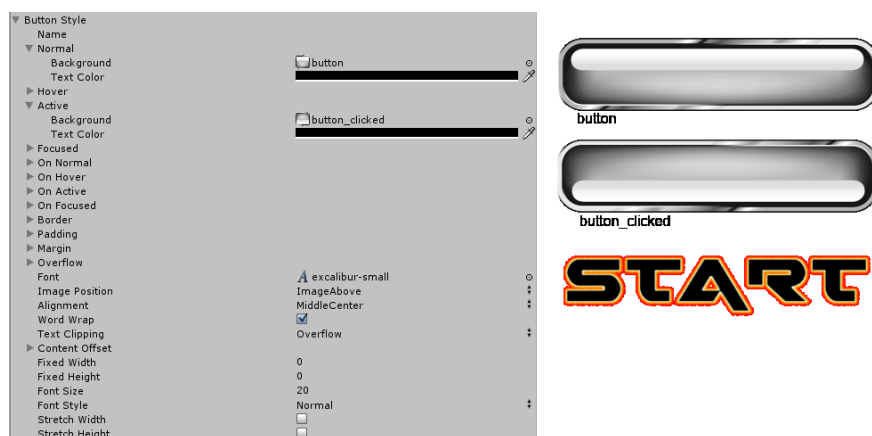 Button Style
Name
Normal
Background button
Text Color
Hover
Active
Background button_clicked
Text Color
Focused
On Normal
On Hover
On Active
On Focused
Border
Padding
Margin
Overflow
Font A excalibur-small
Image Position ImageAbove
Alignment MiddleCenter
Word Wrap
Text Clipping Overflow
Content Offset
Fixed Width 0
Fixed Height 0
Font Size 20
Font Style Normal
Stretch Width
Stretch Height
button
button_clicked
START